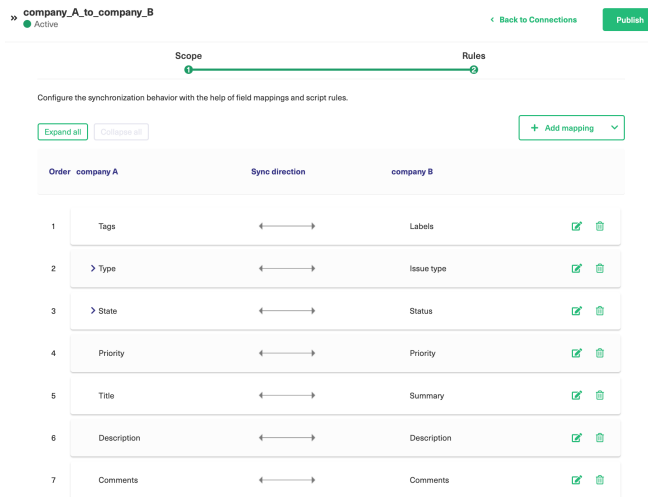 company_A_to_company_B
Active
Back to Connections
Publish
Scope
Rules
1
2
Configure the synchronization behavior with the help of field mappings and script rules.
Expand all
Collapse all
+ Add mapping
Order company A Sync direction company B
1 Tags Labels
2 Type Issue type
3 State Status
4 Priority Priority
5 Title Summary
6 Description Description
7 Comments Comments